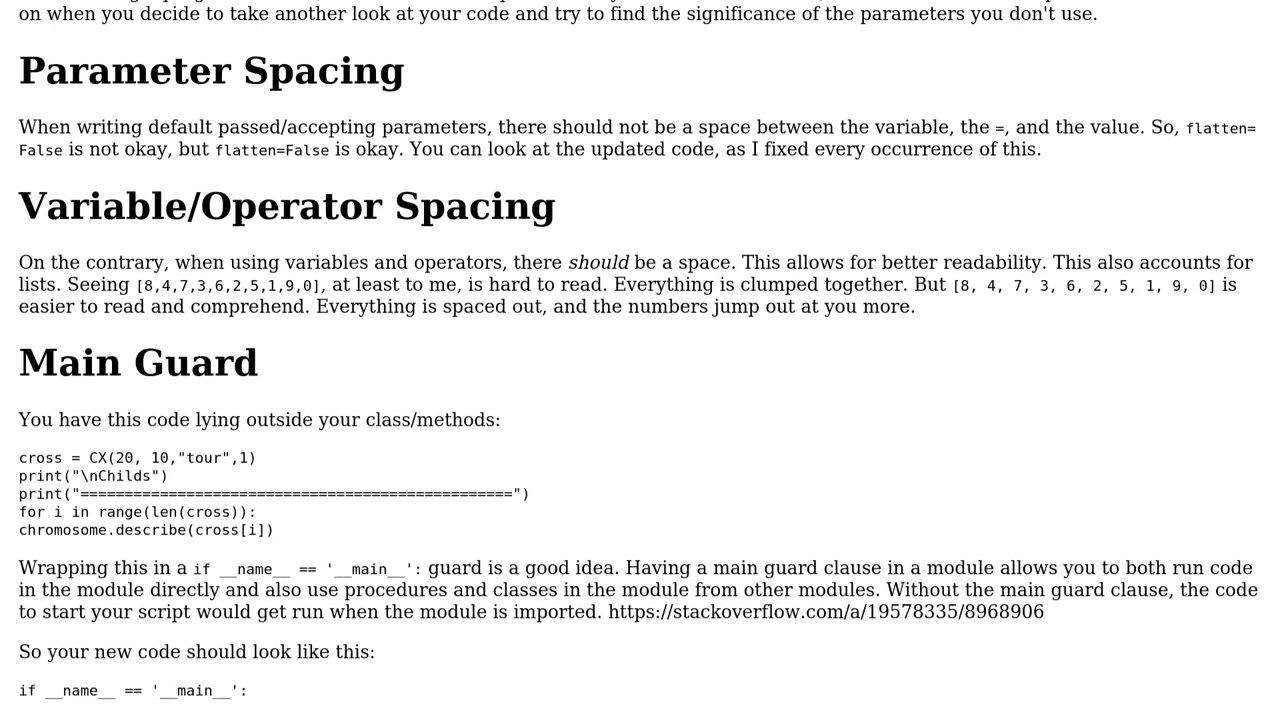 on when you decide to take another look at your code and try to find the significance of the parameters you don't use.
Parameter Spacing
When writing default passed/accepting parameters, there should not be a space between the variable, the =, and the value. So, flatten=
False is not okay, but flatten=False is okay. You can look at the updated code, as I fixed every occurrence of this.
Variable/Operator Spacing
On the contrary, when using variables and operators, there should be a space. This allows for better readability. This also accounts for
lists. Seeing [8,4,7,3,6,2,5,1,9,0], at least to me, is hard to read. Everything is clumped together. But [8, 4, 7, 3, 6, 2, 5, 1, 9, 0] is
easier to read and comprehend. Everything is spaced out, and the numbers jump out at you more.
Main Guard
You have this code lying outside your class/methods:
cross = CX(20, 10,"tour",1)
print("\nChilds")
print("=================================================")
for i in range(len(cross)):
chromosome.describe(cross[i])
Wrapping this in a if __name__ == '__main__': guard is a good idea. Having a main guard clause in a module allows you to both run code
in the module directly and also use procedures and classes in the module from other modules. Without the main guard clause, the code
to start your script would get run when the module is imported. https://stackoverflow.com/a/19578335/8968906
So your new code should look like this:
if __name__ == '__main__':